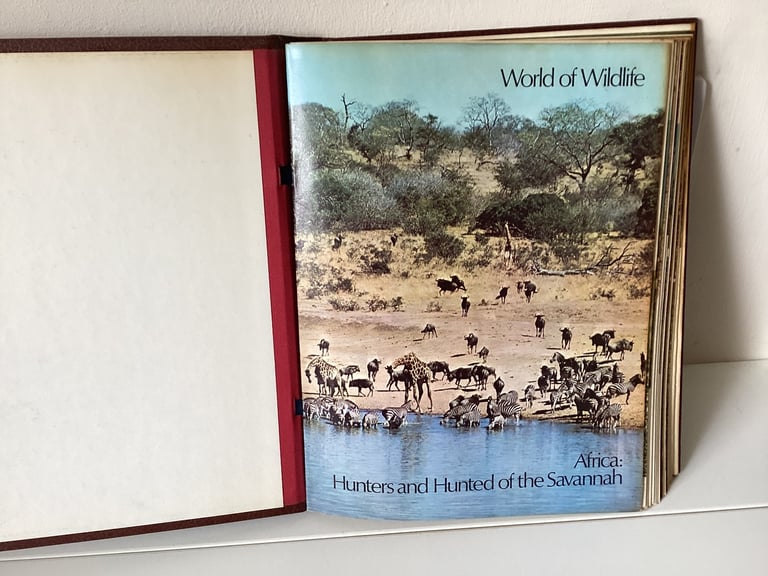 World of Wildlife
Africa:
Hunters and Hunted of the Savannah